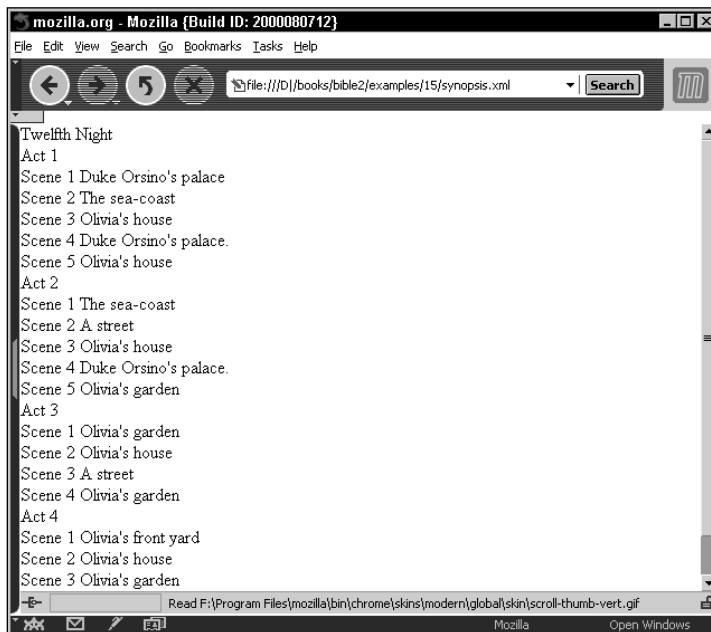 mozilla.org - Mozilla {Build ID: 2000080712}
File Edit View Search Go Bookmarks Tasks Help
file:///D|/books/bible2/examples/15/synopsis.xml Search
Twelfth Night
Act 1
Scene 1 Duke Orsino's palace
Scene 2 The sea-coast
Scene 3 Olivia's house
Scene 4 Duke Orsino's palace.
Scene 5 Olivia's house
Act 2
Scene 1 The sea-coast
Scene 2 A street
Scene 3 Olivia's house
Scene 4 Duke Orsino's palace.
Scene 5 Olivia's garden
Act 3
Scene 1 Olivia's garden
Scene 2 Olivia's house
Scene 3 A street
Scene 4 Olivia's garden
Act 4
Scene 1 Olivia's front yard
Scene 2 Olivia's house
Scene 3 Olivia's garden
Read F:\Program Files\mozilla\bin\chrome\skins\modern\global\skin\scroll-thumb-vert.gif
Mozilla Open Windows